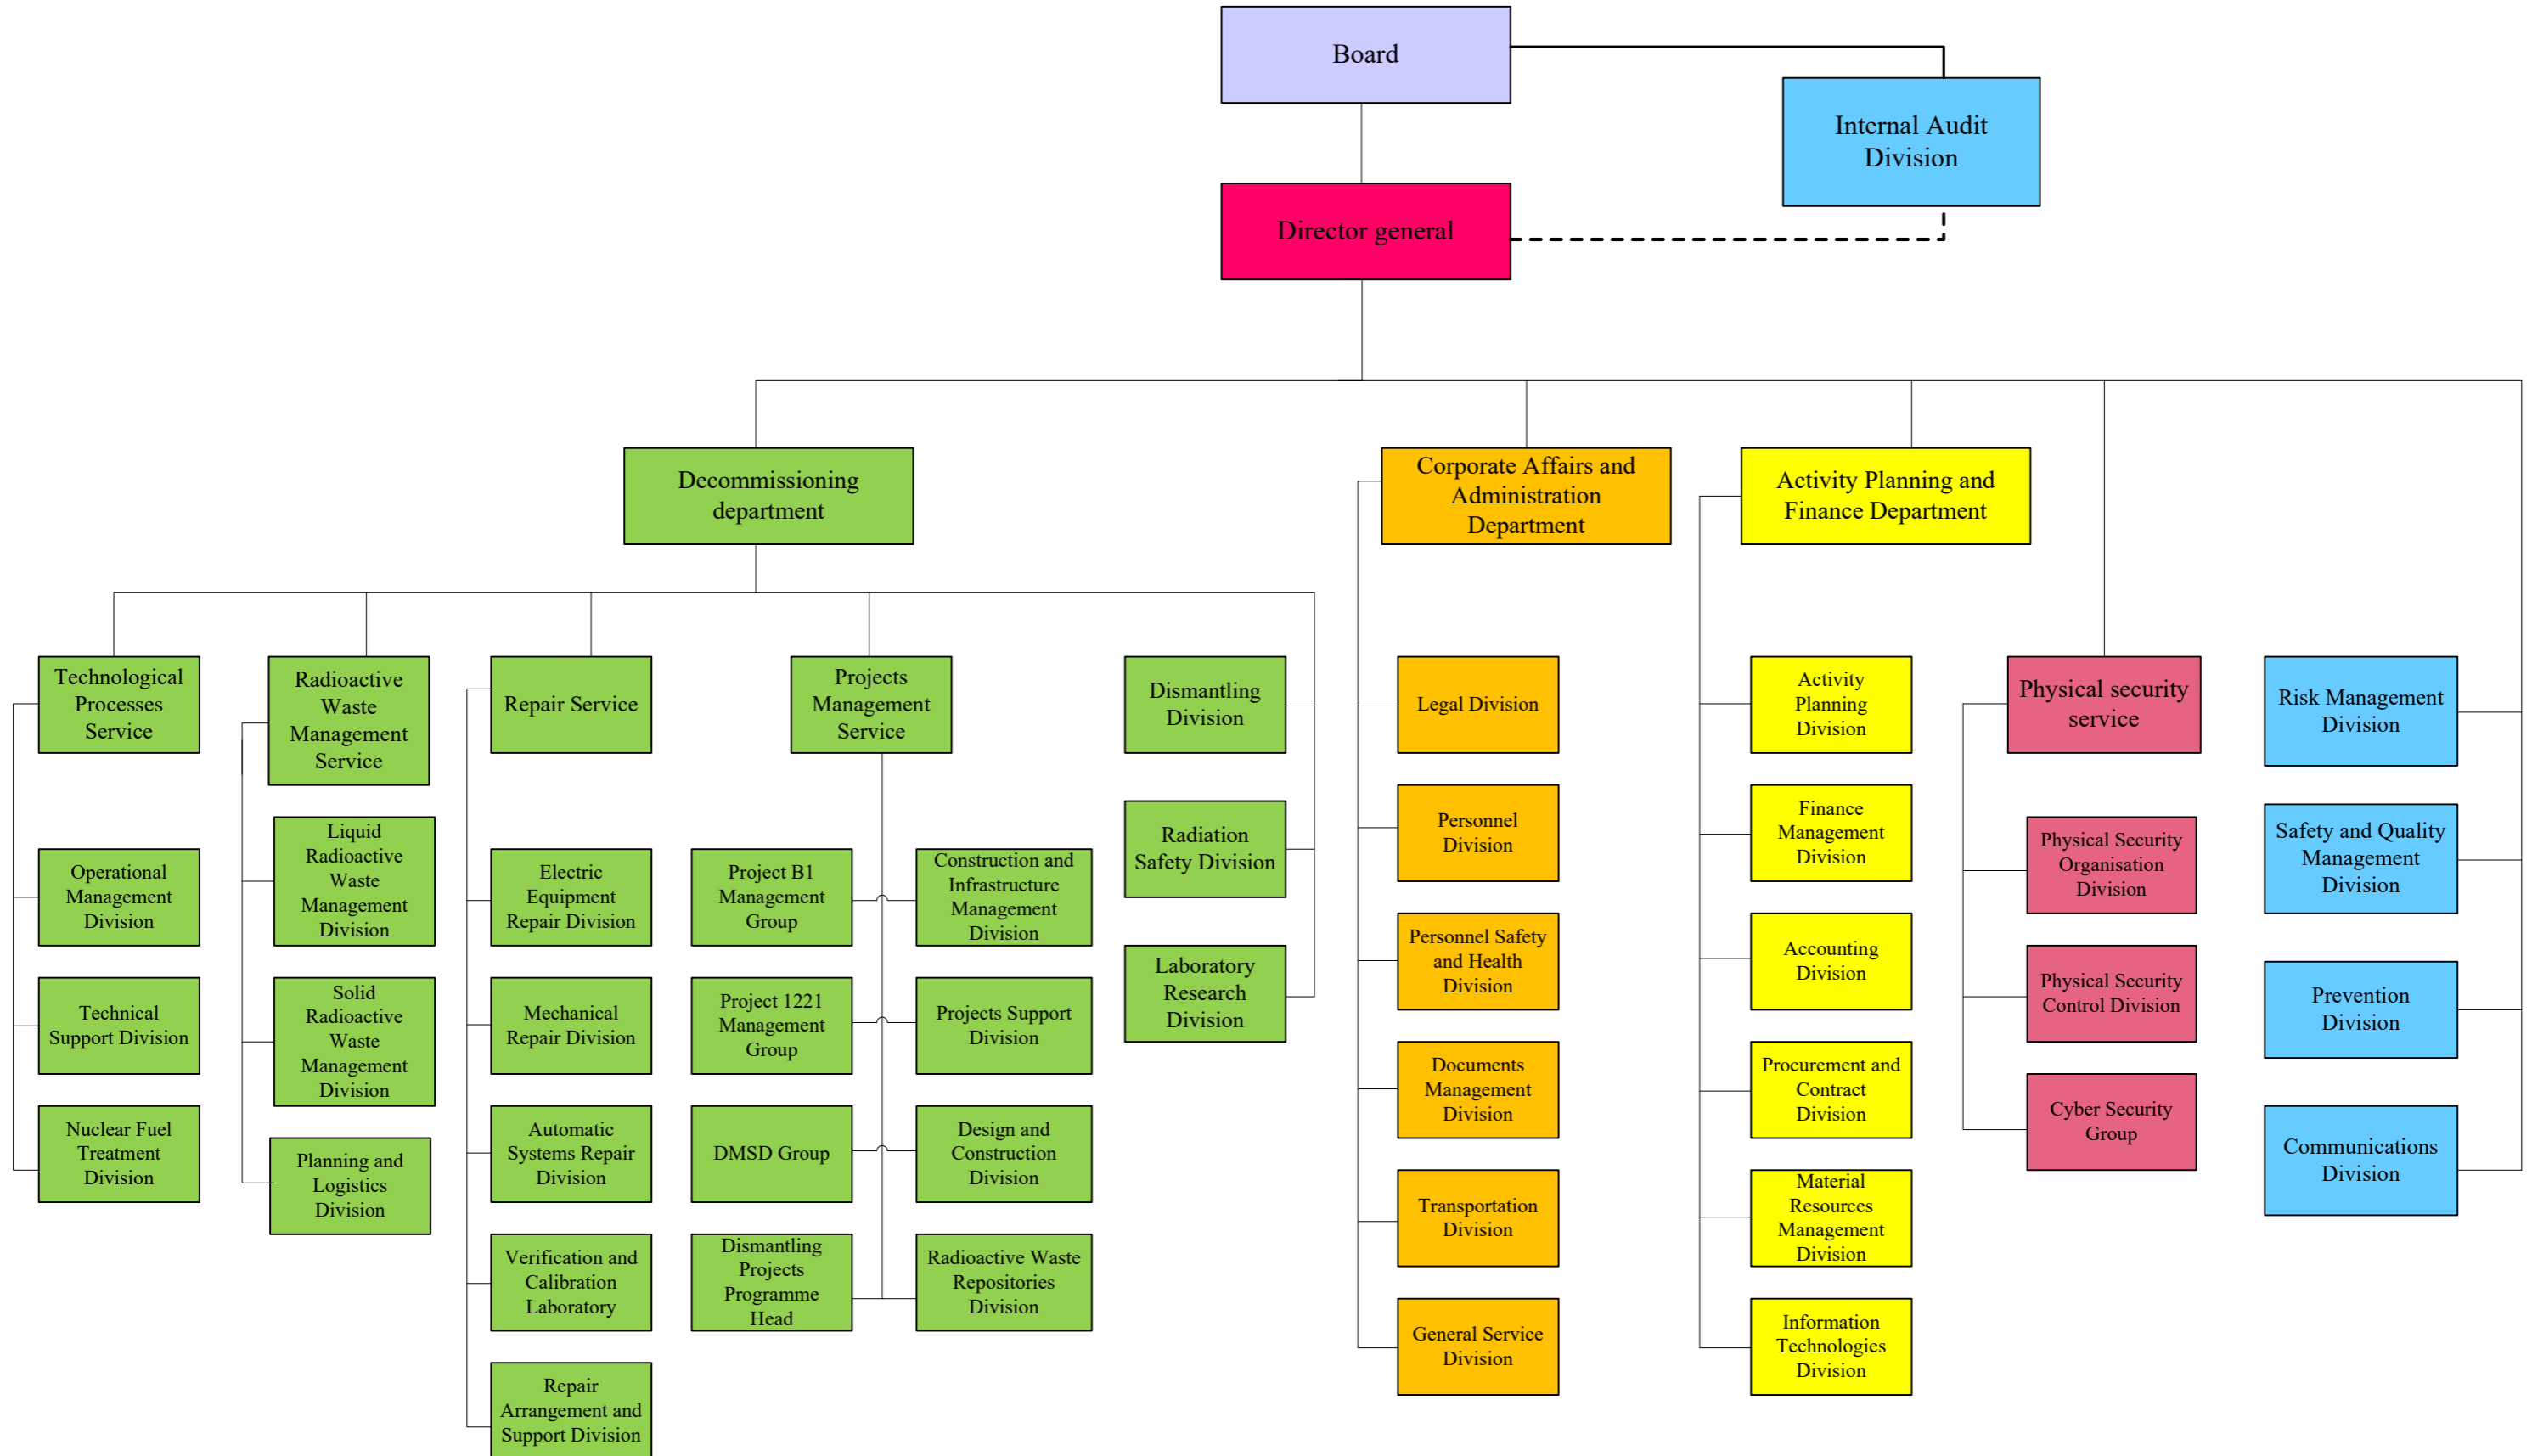 Board
Internal Audit
Division
Director general
Decommissioning
department
Corporate Affairs and
Administration
Department
Activity Planning and
Finance Department
Technological
Processes
Service
Operational
Management
Division
Technical
Support Division
Nuclear Fuel
Treatment
Division
Radioactive
Waste
Management
Service
Liquid
Radioactive
Waste
Management
Division
Solid
Radioactive
Waste
Management
Division
Planning and
Logistics
Division
Repair Service
Electric
Equipment
Repair Division
Mechanical
Repair Division
Automatic
Systems Repair
Division
Verification and
Calibration
Laboratory
Repair
Arrangement and
Support Division
Projects
Management
Service
Project B1
Management
Group
Project 1221
Management
Group
DMSD Group
Dismantling
Projects
Programme
Head
Construction and
Infrastructure
Management
Division
Projects Support
Division
Design and
Construction
Division
Radioactive Waste
Repositories
Division
Dismantling
Division
Radiation
Safety Division
Laboratory
Research
Division
Legal Division
Personnel
Division
Personnel Safety
and Health
Division
Documents
Management
Division
Transportation
Division
General Service
Division
Activity
Planning
Division
Finance
Management
Division
Accounting
Division
Procurement and
Contract
Division
Material
Resources
Management
Division
Information
Technologies
Division
Physical security
service
Physical Security
Organisation
Division
Physical Security
Control Division
Cyber Security
Group
Risk Management
Division
Safety and Quality
Management
Division
Prevention
Division
Communications
Division